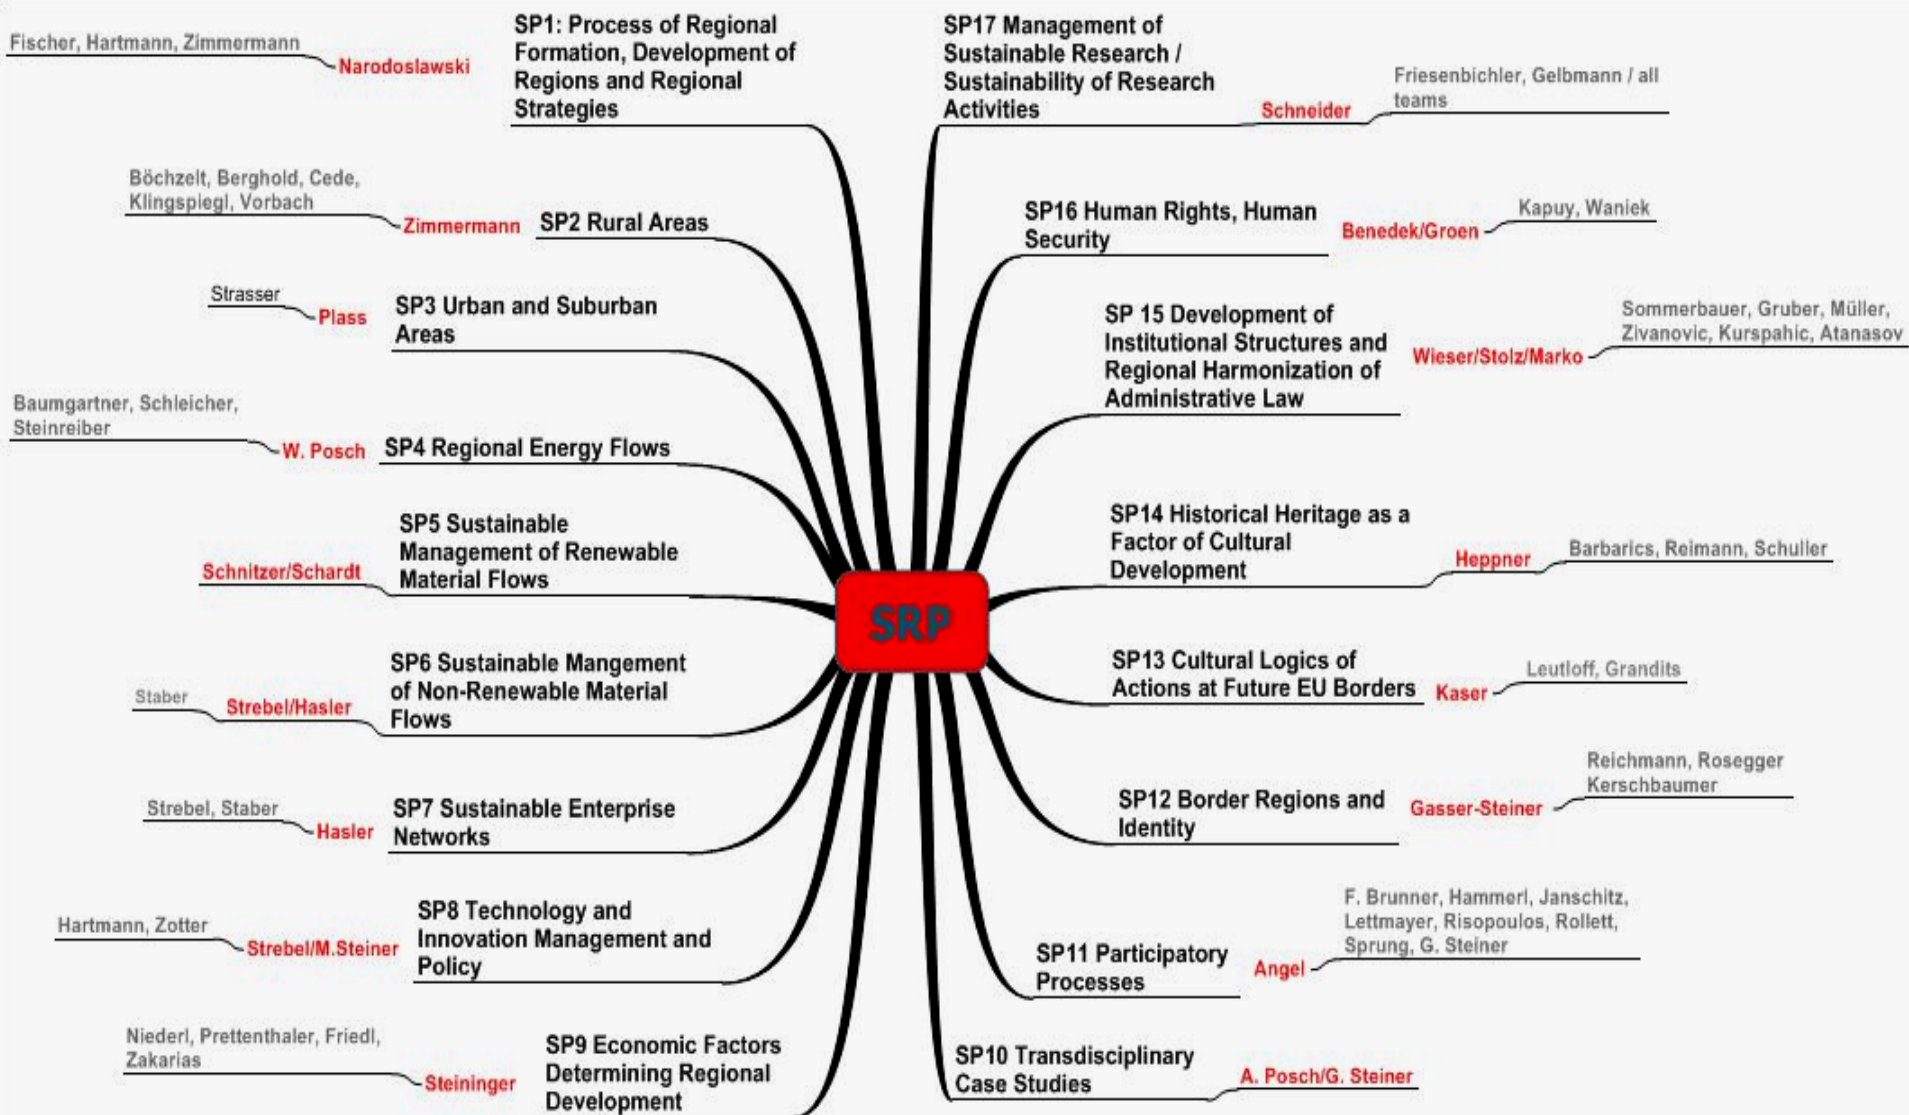 SP1: Process of Regional
Formation, Development of
Regions and Regional
Strategies
Narodoslawski
Fischer, Hartmann, Zimmermann
SP2 Rural Areas
Zimmermann
Böchzelt, Berghold, Cede,
Klingspiegl, Vorbach
SP3 Urban and Suburban
Areas
Plass
Strasser
SP4 Regional Energy Flows
W. Posch
Baumgartner, Schleicher,
Steinreiber
SP5 Sustainable
Management of Renewable
Material Flows
Schnitzer/Schardt
SP6 Sustainable Mangement
of Non-Renewable Material
Flows
Strebel/Hasler
Staber
SP7 Sustainable Enterprise
Networks
Hasler
Strebel, Staber
SP8 Technology and
Innovation Management and
Policy
Strebel/M.Steiner
Hartmann, Zotter
SP9 Economic Factors
Determining Regional
Development
Steininger
Niederl, Prettenthaler, Friedl,
Zakarias
SRP
SP17 Management of
Sustainable Research /
Sustainability of Research
Activities
Schneider
Friesenbichler, Gelbmann / all
teams
SP16 Human Rights, Human
Security
Benedek/Groen
Kapuy, Waniek
SP 15 Development of
Institutional Structures and
Regional Harmonization of
Administrative Law
Wieser/Stolz/Marko
Sommerbauer, Gruber, Müller,
Zivanovic, Kurspahic, Atanasov
SP14 Historical Heritage as a
Factor of Cultural
Development
Heppner
Barbarics, Reimann, Schuller
SP13 Cultural Logics of
Actions at Future EU Borders
Kaser
Leutloff, Grandits
SP12 Border Regions and
Identity
Gasser-Steiner
Reichmann, Rosegger
Kerschbaumer
SP11 Participatory
Processes
Angel
F. Brunner, Hammerl, Janschitz,
Lettmayer, Risopoulos, Rollett,
Sprung, G. Steiner
SP10 Transdisciplinary
Case Studies
A. Posch/G. Steiner